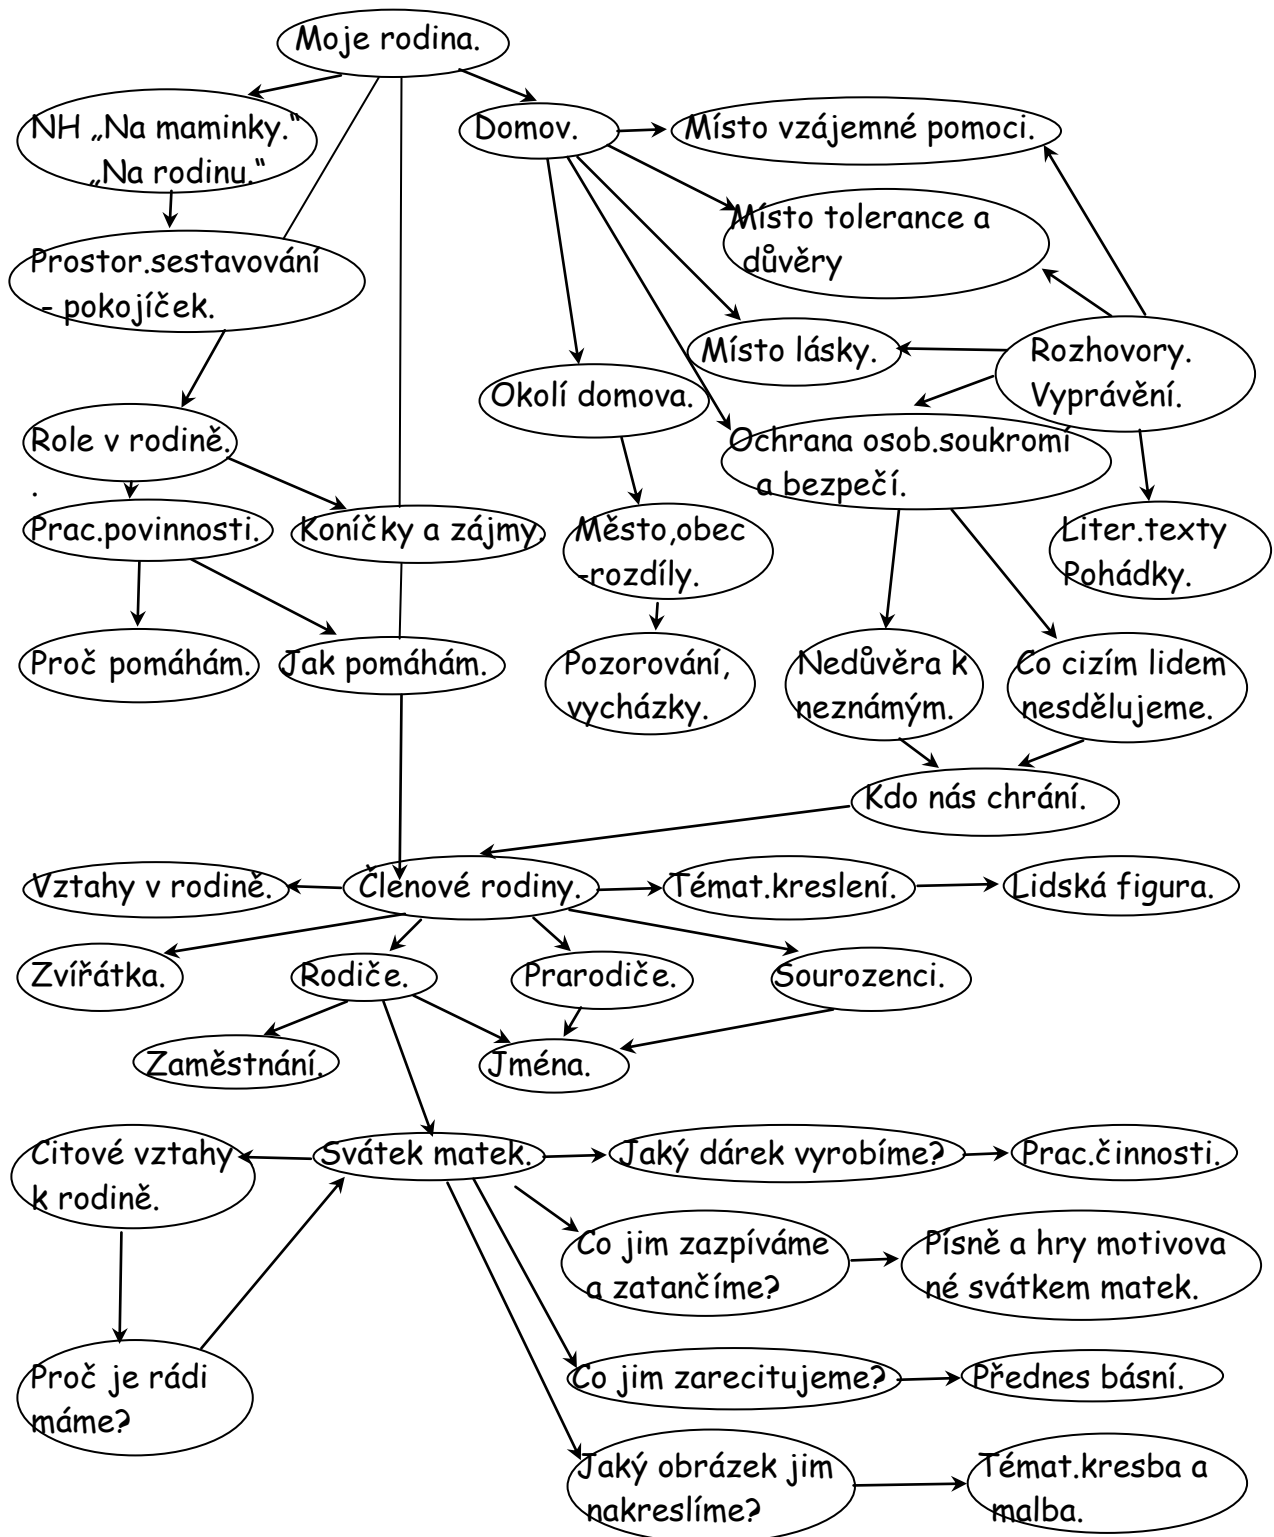 Moje rodina.
NH „Na maminky.“
„Na rodinu.“
Domov.
Místo vzájemné pomoci.
Místo tolerance a
důvěry
Prostor.sestavování
- pokojíček.
Místo lásky.
Rozhovory.
Vyprávění.
Okolí domova.
Role v rodině.
.
Ochrana osob.soukromí
a bezpečí.
Prac.povinnosti.
Koníčky a zájmy.
Město,obec
-rozdíly.
Liter.texty
Pohádky.
Proč pomáhám.
Jak pomáhám.
Pozorování,
vycházky.
Nedůvěra k
neznámým.
Co cizím lidem
nesdělujeme.
Kdo nás chrání.
Vztahy v rodině.
Členové rodiny.
Témat.kreslení.
Lidská figura.
Zvířátka.
Rodiče.
Prarodiče.
Sourozenci.
Zaměstnání.
Jména.
Citové vztahy
k rodině.
Svátek matek.
Jaký dárek vyrobíme?
Prac.činnosti.
Co jim zazpíváme
a zatančíme?
Písně a hry motivova
né svátkem matek.
Proč je rádi
máme?
Co jim zarecitujeme?
Přednes básní.
Jaký obrázek jim
nakreslíme?
Témat.kresba a
malba.